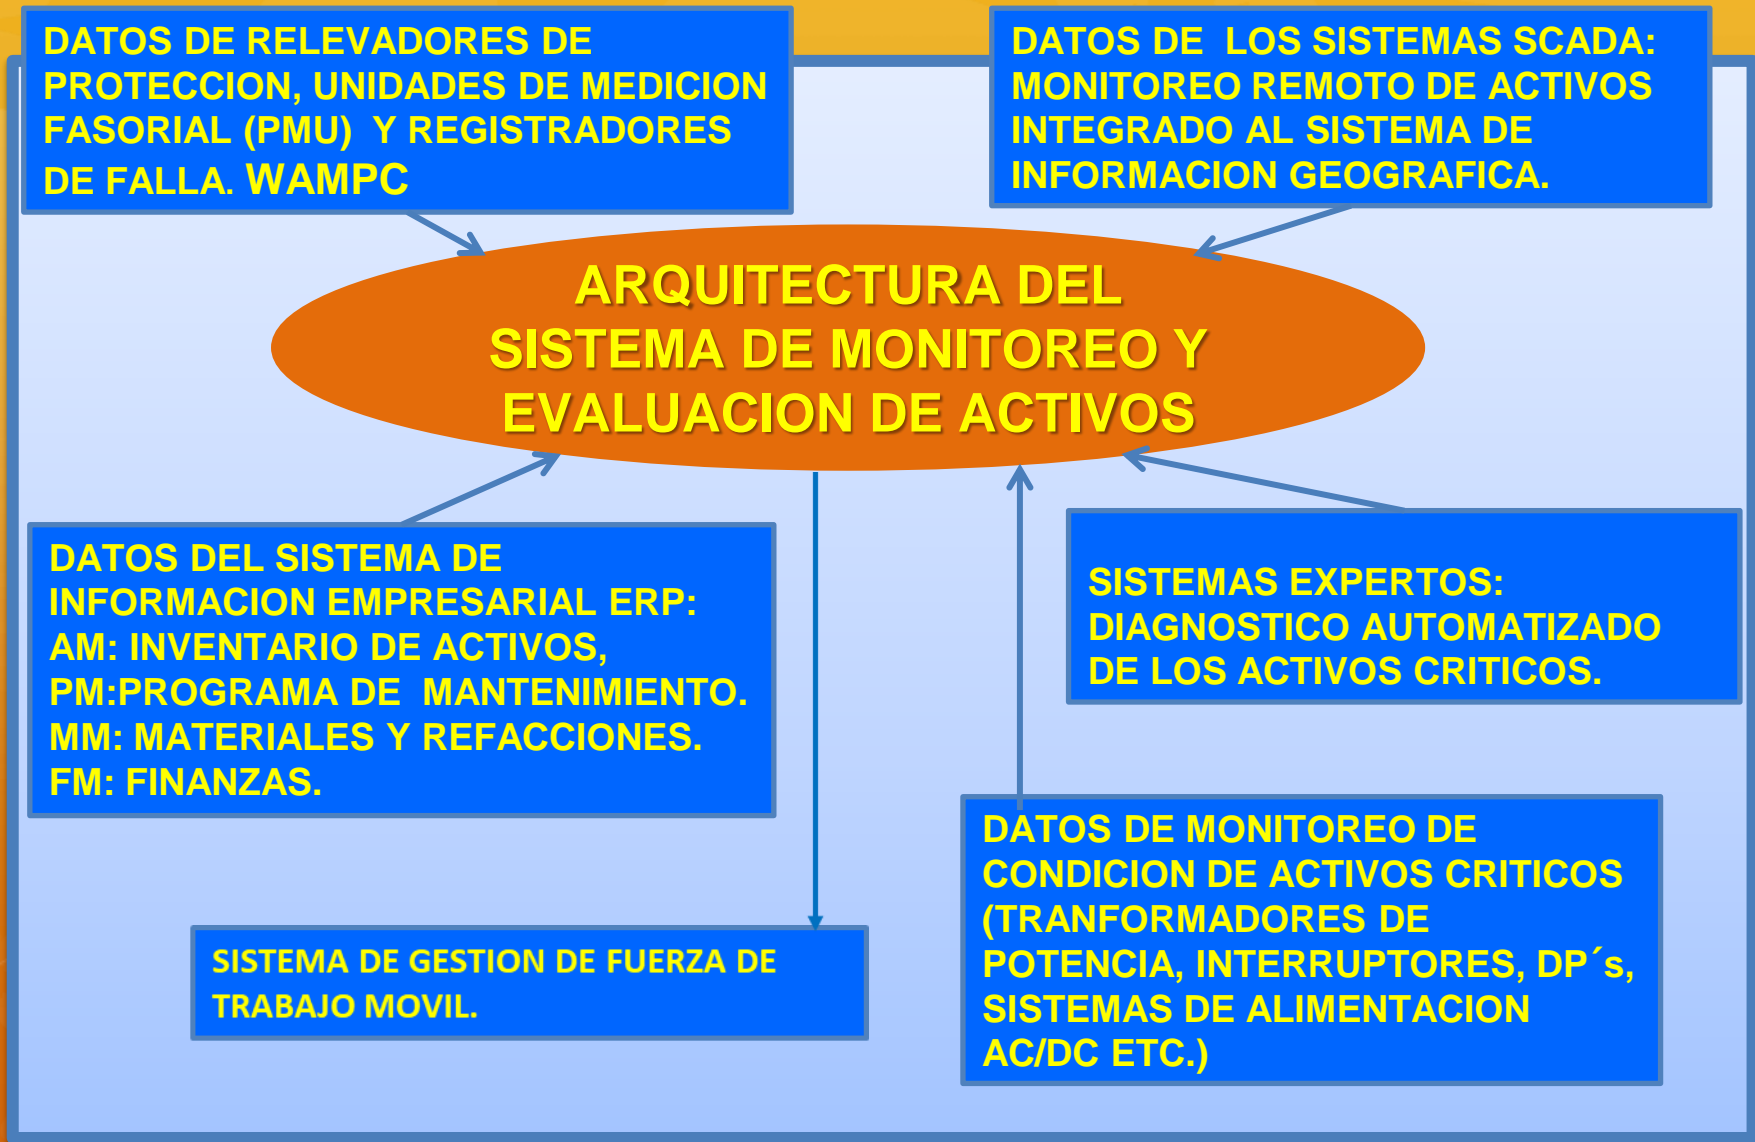 DATOS DE RELEVADORES DE
PROTECCION, UNIDADES DE MEDICION
FASORIAL (PMU) Y REGISTRADORES
DE FALLA. WAMPC
DATOS DE LOS SISTEMAS SCADA:
MONITOREO REMOTO DE ACTIVOS
INTEGRADO AL SISTEMA DE
INFORMACION GEOGRAFICA.
ARQUITECTURA DEL
SISTEMA DE MONITOREO Y
EVALUACION DE ACTIVOS
DATOS DEL SISTEMA DE
INFORMACION EMPRESARIAL ERP:
AM: INVENTARIO DE ACTIVOS,
PM:PROGRAMA DE MANTENIMIENTO.
MM: MATERIALES Y REFACCIONES.
FM: FINANZAS.
SISTEMAS EXPERTOS:
DIAGNOSTICO AUTOMATIZADO
DE LOS ACTIVOS CRITICOS.
DATOS DE MONITOREO DE
CONDICION DE ACTIVOS CRITICOS
(TRANFORMADORES DE
POTENCIA, INTERRUPTORES, DP´s,
SISTEMAS DE ALIMENTACION
AC/DC ETC.)
SISTEMA DE GESTION DE FUERZA DE
TRABAJO MOVIL.